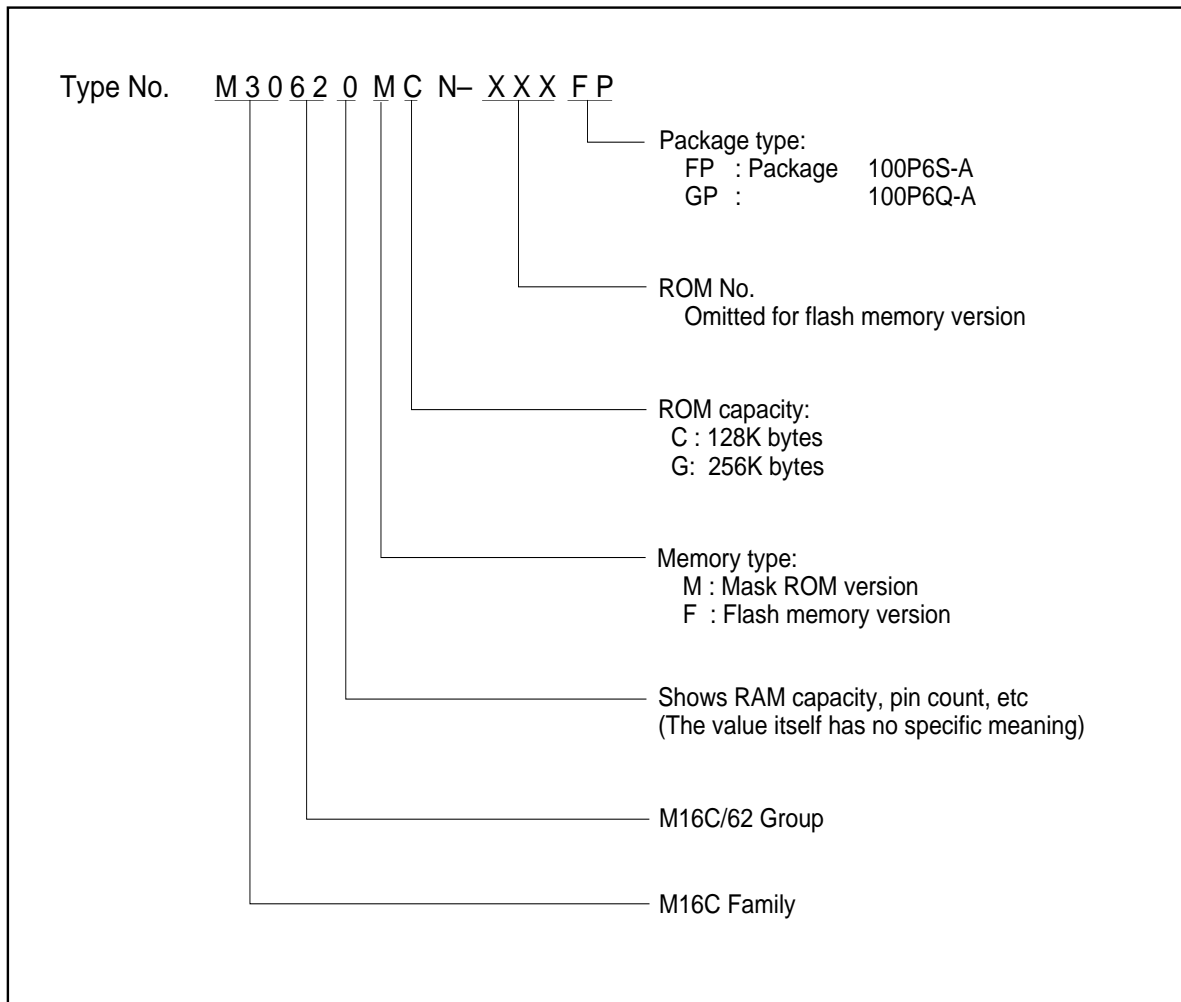 Type No. M 3 0 6 2 0 M C N– X X X F P
Package type:
FP : Package 100P6S-A
GP : 100P6Q-A
ROM No.
Omitted for flash memory version
ROM capacity:
C : 128K bytes
G: 256K bytes
Memory type:
M : Mask ROM version
F : Flash memory version
Shows RAM capacity, pin count, etc
(The value itself has no specific meaning)
M16C/62 Group
M16C Family